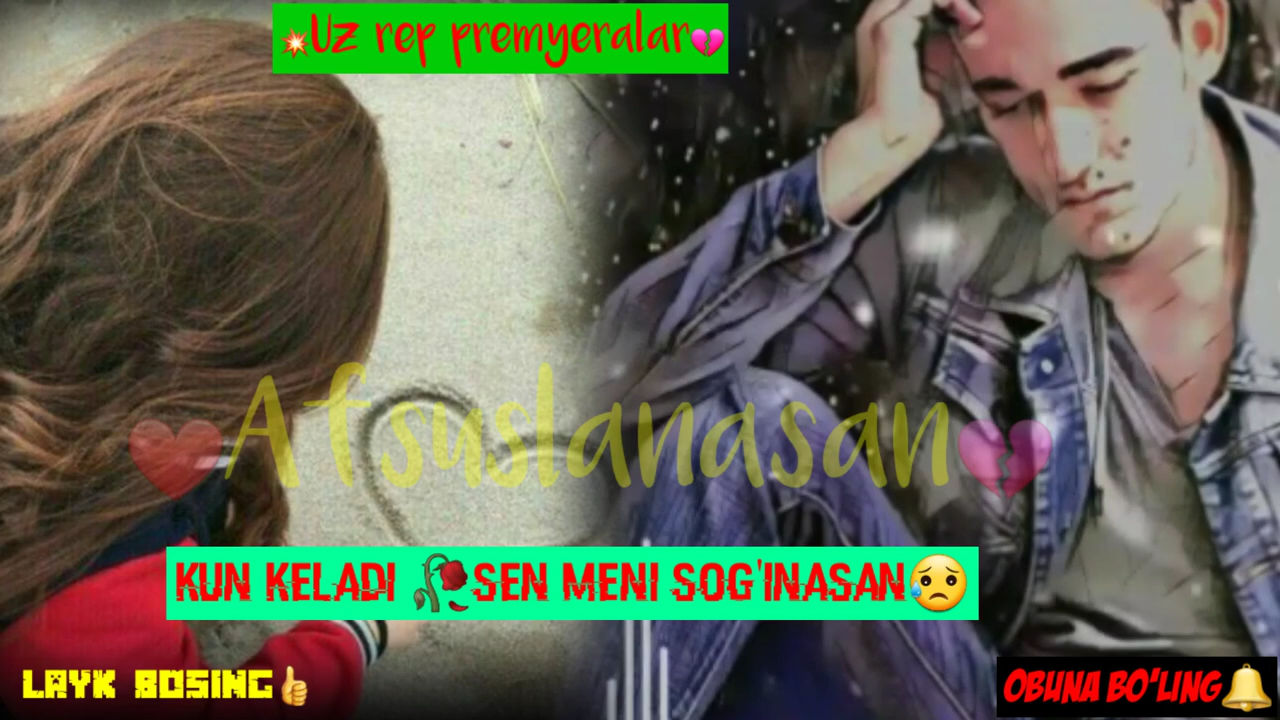 💥Uz rep premyeralar💔
❤Afsuslanasan💔
KUN KELADI 🥀SEN MENI SOG'INASAN😥
LAYK BOSING👍
OBUNA BO'LING🔔